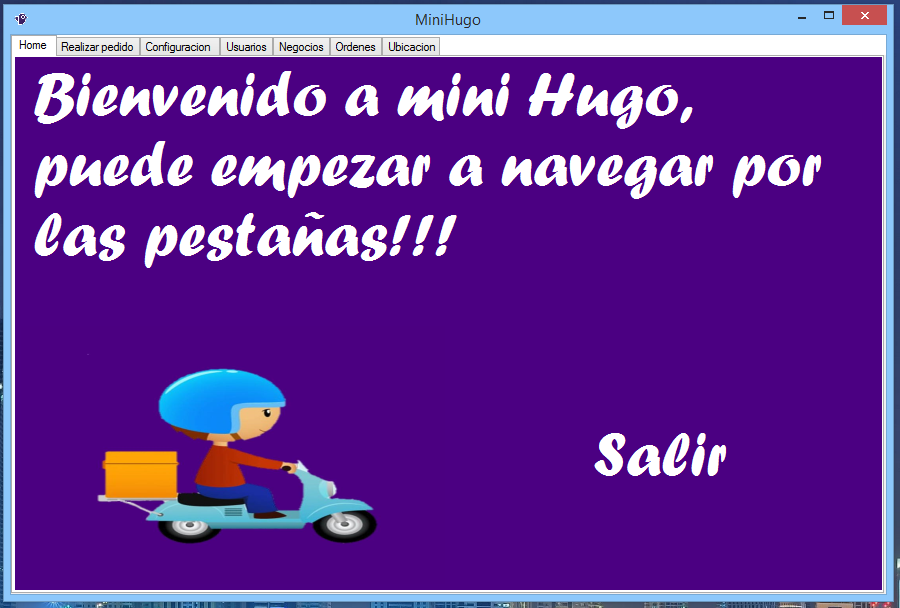 MiniHugo
Home Realizar pedido Configuracion Usuarios Negocios Ordenes Ubicacion
Bienvenido a mini Hugo,
puede empezar a navegar por
las pestañas!!!
Salir